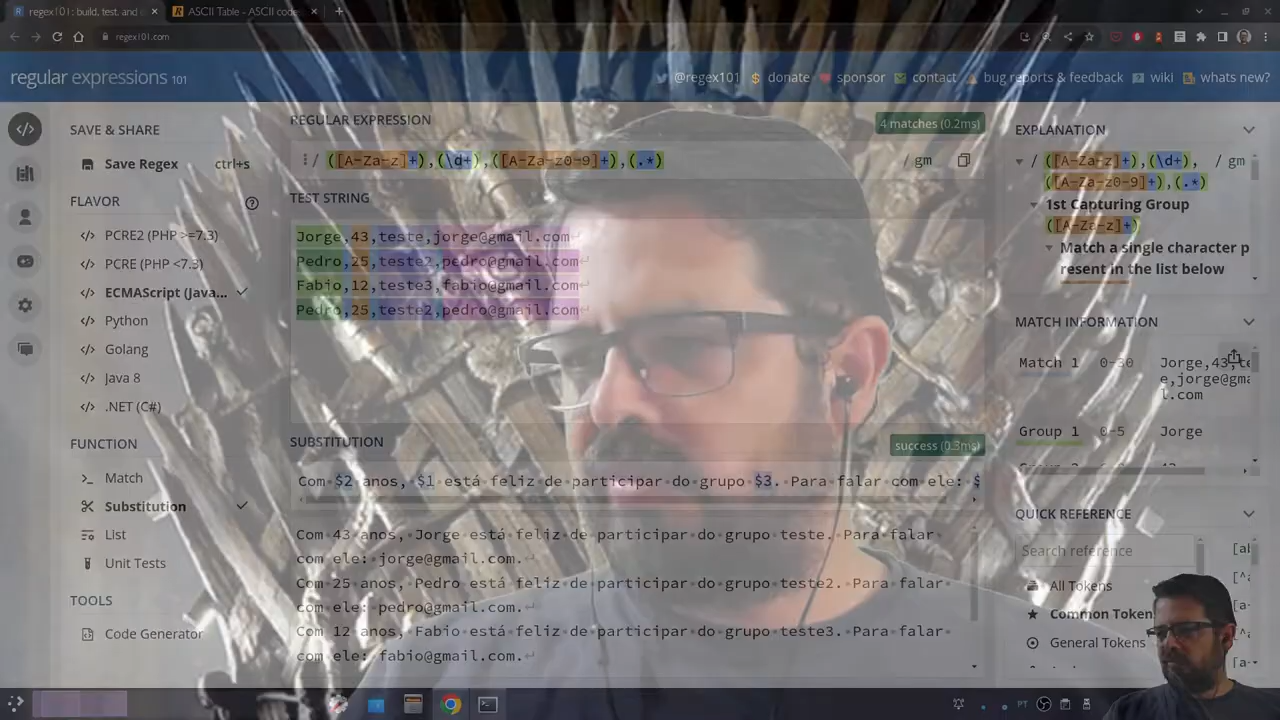 regex101: build, test, and
ASCII Table - ASCII code
regex101.com
regular expressions 101
@regex101
$ donate
sponsor
contact
bug reports & feedback
wiki
whats new?
SAVE & SHARE
Save Regex ctrl+s
FLAVOR
PCRE2 (PHP >=7.3)
PCRE (PHP <7.3)
ECMAScript (Java...
Python
Golang
Java 8
.NET (C#)
FUNCTION
Match
Substitution
List
Unit Tests
TOOLS
Code Generator
REGULAR EXPRESSION
4 matches (0.2ms)
/ ([A-Za-z]+),(\d+),([A-Za-z0-9]+),(.*) / gm
TEST STRING
Jorge,43,teste,jorge@gmail.com
Pedro,25,teste2,pedro@gmail.com
Fabio,12,teste3,fabio@gmail.com
Pedro,25,teste2,pedro@gmail.com
SUBSTITUTION
success (0.3ms)
Com $2 anos, $1 está feliz de participar do grupo $3. Para falar com ele: $
Com 43 anos, Jorge está feliz de participar do grupo teste. Para falar
com ele: jorge@gmail.com.
Com 25 anos, Pedro está feliz de participar do grupo teste2. Para falar
com ele: pedro@gmail.com.
Com 12 anos, Fabio está feliz de participar do grupo teste3. Para falar
com ele: fabio@gmail.com.
EXPLANATION
/ ([A-Za-z]+),(\d+), / gm
([A-Za-z0-9]+),(.*)
1st Capturing Group
([A-Za-z]+)
Match a single character p
resent in the list below
MATCH INFORMATION
Match 1 0-30 Jorge,43,te
e,jorge@gma
l.com
Group 1 0-5 Jorge
QUICK REFERENCE
Search reference
All Tokens
Common Token
General Tokens
[a
[^
[a-
[a-
PT